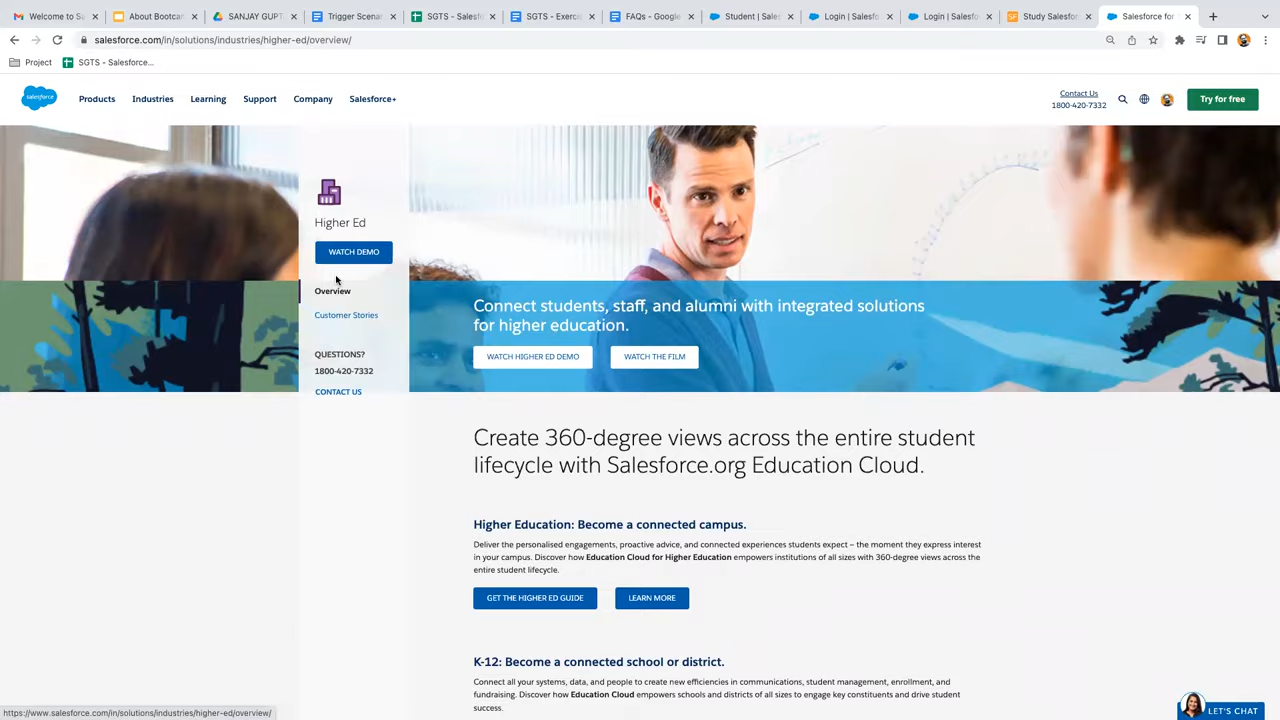 Welcome to Sa
About Bootcar
SANJAY GUPT
Trigger Scenar
SGTS - Salesf
SGTS - Exerci
FAQs - Google
Student | Sales
Login | Salesfo
Login | Salesfo
Study Salesfor
Salesforce for
salesforce.com/in/solutions/industries/higher-ed/overview/
Project
SGTS - Salesforce...
salesforce
Products
Industries
Learning
Support
Company
Salesforce+
Contact Us
1800-420-7332
Try for free
Higher Ed
WATCH DEMO
Overview
Customer Stories
QUESTIONS?
1800-420-7332
CONTACT US
Connect students, staff, and alumni with integrated solutions
for higher education.
WATCH HIGHER ED DEMO
WATCH THE FILM
Create 360-degree views across the entire student
lifecycle with Salesforce.org Education Cloud.
Higher Education: Become a connected campus.
Deliver the personalised engagements, proactive advice, and connected experiences students expect – the moment they express interest
in your campus. Discover how Education Cloud for Higher Education empowers institutions of all sizes with 360-degree views across the
entire student lifecycle.
GET THE HIGHER ED GUIDE
LEARN MORE
K-12: Become a connected school or district.
Connect all your systems, data, and people to create new efficiencies in communications, student management, enrollment, and
fundraising. Discover how Education Cloud empowers schools and districts of all sizes to engage key constituents and drive student
success.
LET'S CHAT
https://www.salesforce.com/in/solutions/industries/higher-ed/overview/